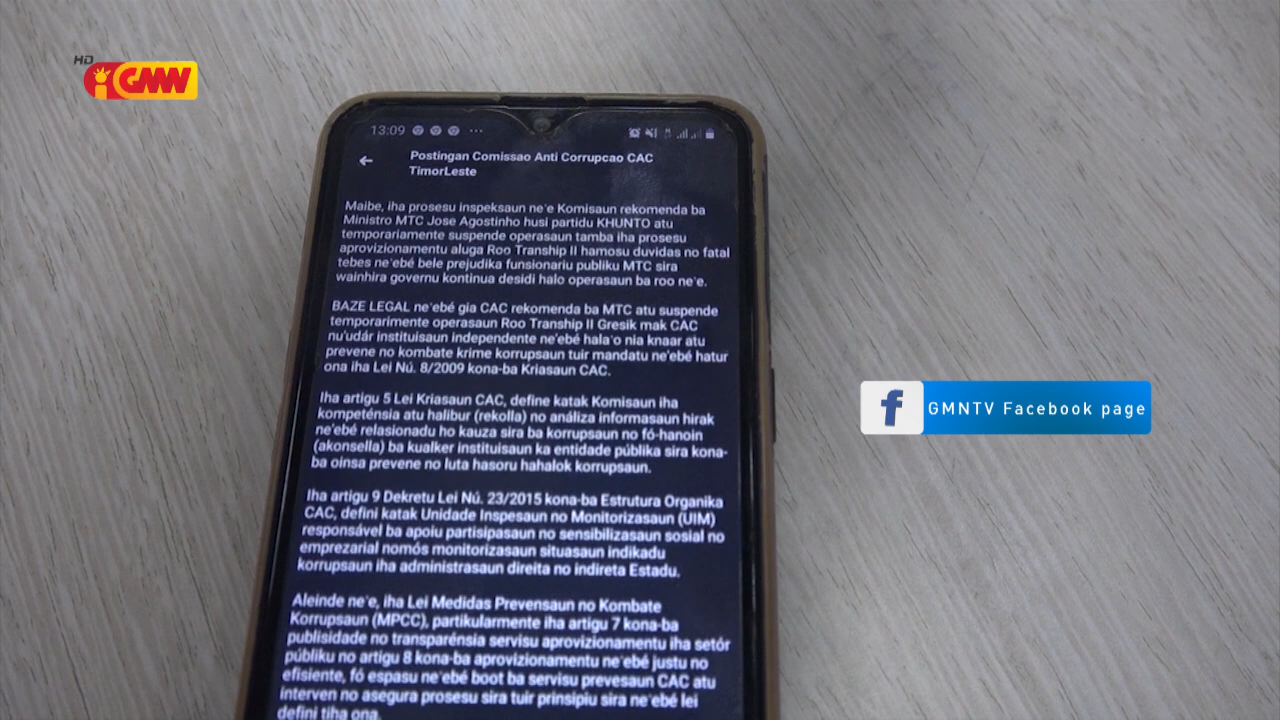 HD
GMN
13:09
Postingan Comissao Anti Corrupcao CAC
TimorLeste
Maibe, iha prosesu inspeksaun ne'e Komisaun rekomenda ba
Ministro MTC Jose Agostinho husi partidu KHUNTO atu
temporariamente suspende operasaun tamba iha prosesu
aprovizionamentu aluga Roo Tranship II hamosu duvidas no fatal
tebes ne'ebé bele prejudika funsionariu publiku MTC sira
wainhira governu kontinua desidi halo operasaun ba roo ne'e.
BAZE LEGAL ne'ebé gia CAC rekomenda ba MTC atu suspende
temporarimente operasaun Roo Tranship II Gresik mak CAC
nu'udár instituisaun independente ne'ebé hala'o nia knaar atu
prevene no kombate krime korrupsaun tuir mandatu ne'ebé hatur
ona iha Lei Nú. 8/2009 kona-ba Kriasaun CAC.
Iha artigu 5 Lei Kriasaun CAC, define katak Komisaun iha
kompeténsia atu halibur (rekolla) no análiza informasaun hirak
ne'ebé relasionadu ho kauza sira ba korrupsaun no fó-hanoin
(akonsella) ba kualker instituisaun ka entidade públika sira kona-
ba oinsa prevene no luta hasoru hahalok korrupsaun.
Iha artigu 9 Dekretu Lei Nú. 23/2015 kona-ba Estrutura Organika
CAC, defini katak Unidade Inspesaun no Monitorizasaun (UIM)
responsável ba apoiu partisipasaun no sensibilizasaun sosial no
emprezarial nomós monitorizasaun situasaun indikadu
korrupsaun iha administrasaun direita no indireta Estadu.
Aleinde ne'e, iha Lei Medidas Prevensaun no Kombate
Korrupsaun (MPCC), partikularmente iha artigu 7 kona-ba
publisidade no transparénsia servisu aprovizionamentu iha setór
públiku no artigu 8 kona-ba aprovizionamentu ne'ebé justu no
efisiente, fó espasu ne'ebé boot ba servisu prevesaun CAC atu
interven no asegura prosesu sira tuir prinsipiu sira ne'ebé lei
defini tiha ona.
f GMNTV Facebook page